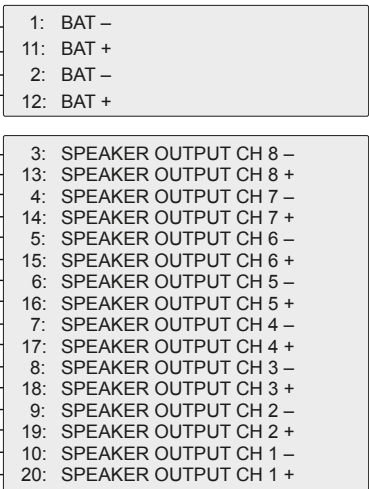 1: BAT –
11: BAT +
2: BAT –
12: BAT +
3: SPEAKER OUTPUT CH 8 –
13: SPEAKER OUTPUT CH 8 +
4: SPEAKER OUTPUT CH 7 –
14: SPEAKER OUTPUT CH 7 +
5: SPEAKER OUTPUT CH 6 –
15: SPEAKER OUTPUT CH 6 +
6: SPEAKER OUTPUT CH 5 –
16: SPEAKER OUTPUT CH 5 +
7: SPEAKER OUTPUT CH 4 –
17: SPEAKER OUTPUT CH 4 +
8: SPEAKER OUTPUT CH 3 –
18: SPEAKER OUTPUT CH 3 +
9: SPEAKER OUTPUT CH 2 –
19: SPEAKER OUTPUT CH 2 +
10: SPEAKER OUTPUT CH 1 –
20: SPEAKER OUTPUT CH 1 +